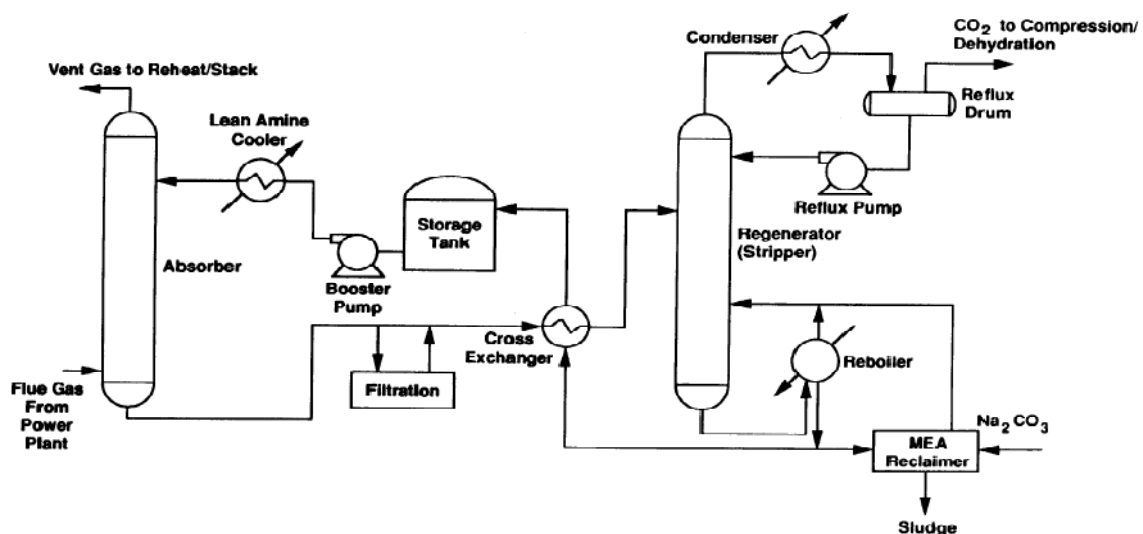 Vent Gas to Reheat/Stack
Lean Amine
Cooler
Condenser
CO2 to Compression/
Dehydration
Reflux
Drum
Storage
Tank
Reflux Pump
Regenerator
(Stripper)
Absorber
Booster
Pump
Cross
Exchanger
Reboiler
Flue Gas
From
Power
Plant
Filtration
Na2CO3
MEA
Reclaimer
Sludge